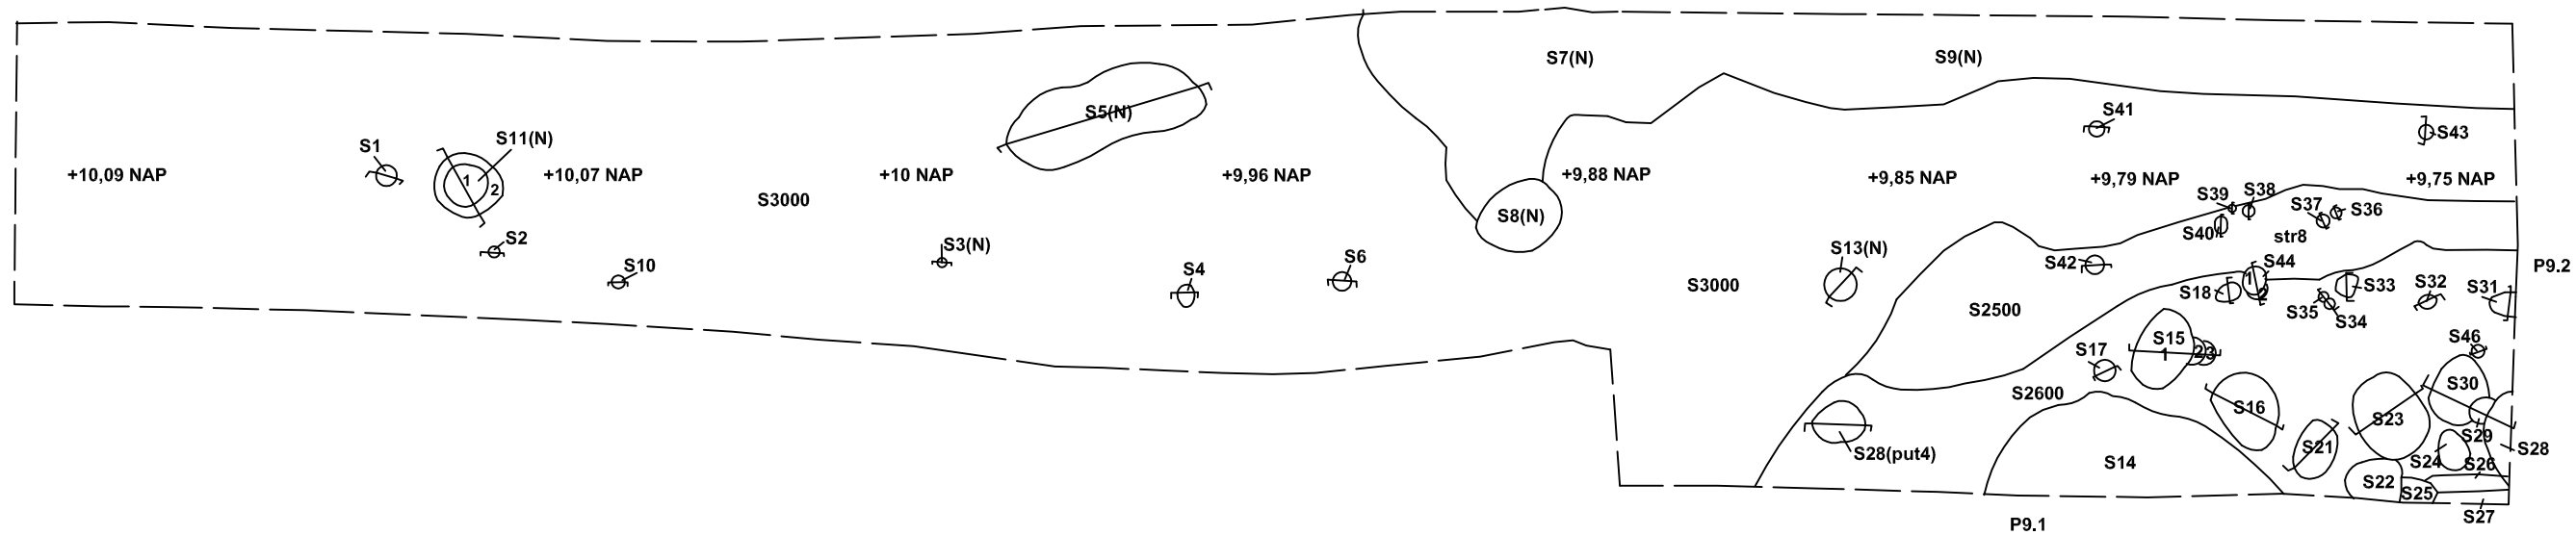 S7(N)
S9(N)
S5(N)
S41
S43
S11(N)
S1
1
2
+10,09 NAP
+10,07 NAP
+10 NAP
+9,96 NAP
+9,88 NAP
+9,85 NAP
+9,79 NAP
+9,75 NAP
S3000
S8(N)
S39
S38
S37
S36
S40
str8
S2
S3(N)
S13(N)
S10
S4
S6
S42
S44
P9.2
S3000
S2500
S18
1
2
S33
S32
S31
S35
S34
S15
1
2
3
S46
S17
S30
S2600
S16
S23
S29
S28
S21
S28(put4)
S14
S24
S26
S22
S25
S27
P9.1